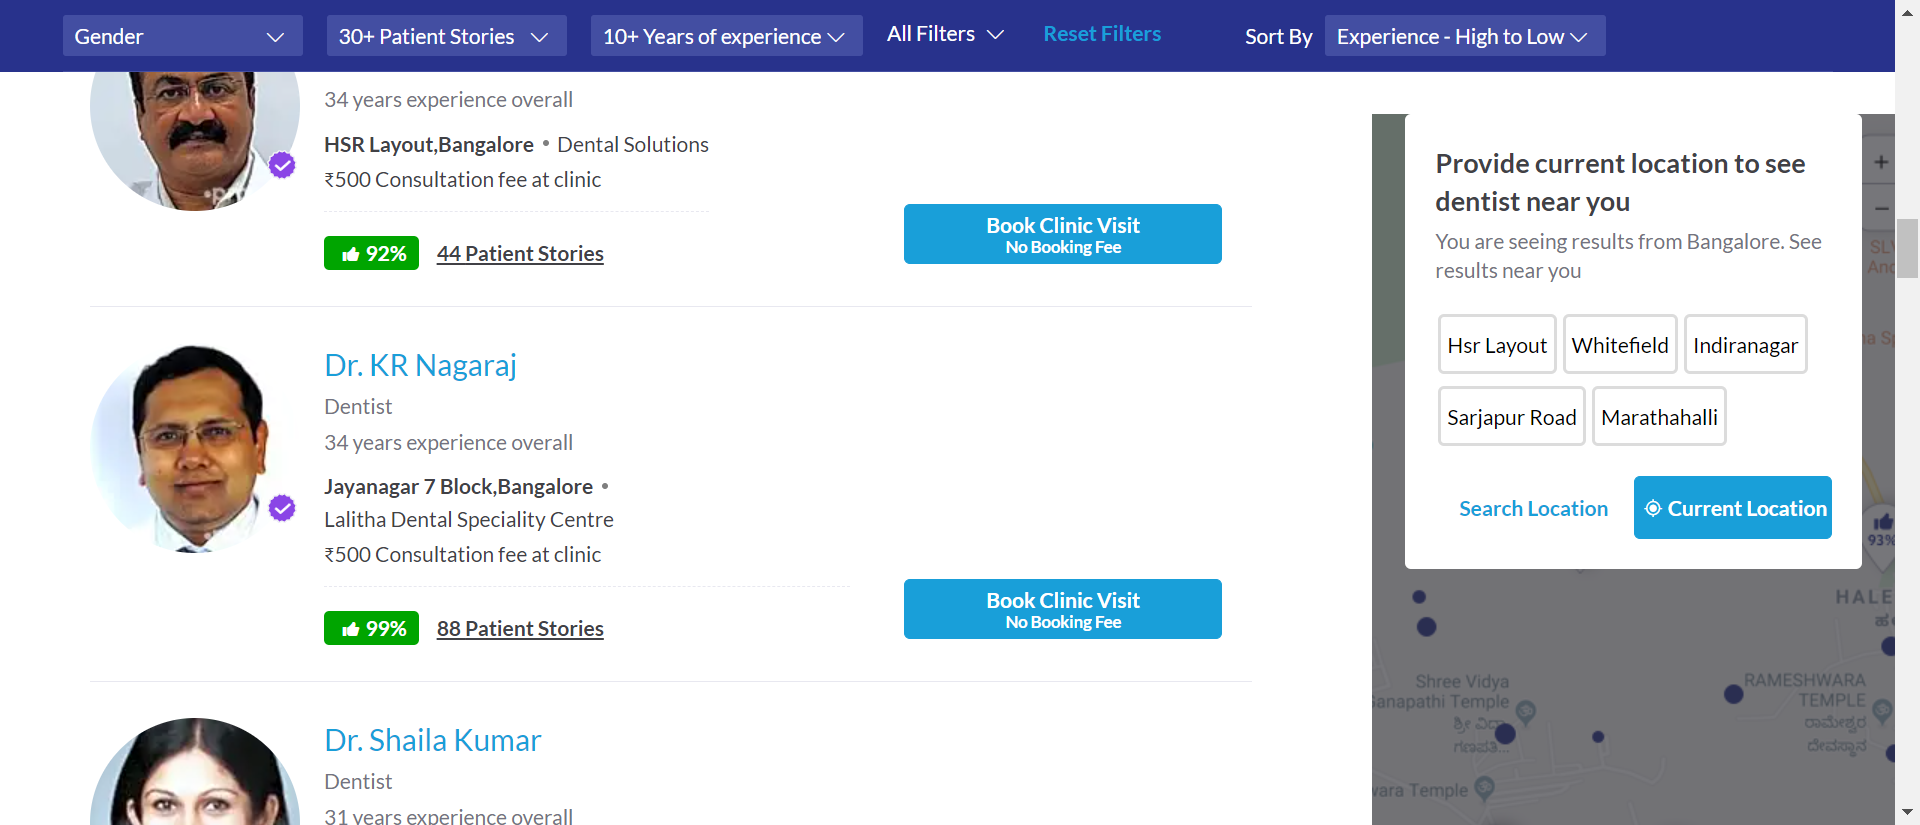 Gender
30+ Patient Stories
10+ Years of experience
All Filters
Reset Filters
Sort By
Experience - High to Low
34 years experience overall
HSR Layout,Bangalore • Dental Solutions
₹500 Consultation fee at clinic
92%
44 Patient Stories
Book Clinic Visit
No Booking Fee
Dr. KR Nagaraj
Dentist
34 years experience overall
Jayanagar 7 Block,Bangalore •
Lalitha Dental Speciality Centre
₹500 Consultation fee at clinic
99%
88 Patient Stories
Book Clinic Visit
No Booking Fee
Dr. Shaila Kumar
Dentist
31 years experience overall
Provide current location to see
dentist near you
You are seeing results from Bangalore. See
results near you
Hsr Layout
Whitefield
Indiranagar
Sarjapur Road
Marathahalli
Search Location
Current Location
+
−
93%
Shree Vidya
Ganapathi Temple
ಶ್ರೀ ವಿದ್ಯಾ
ಗಣಪತಿ...
RAMESHWARA
TEMPLE
ರಾಮೇಶ್ವರ
ದೇವಸ್ಥಾನ
Temple